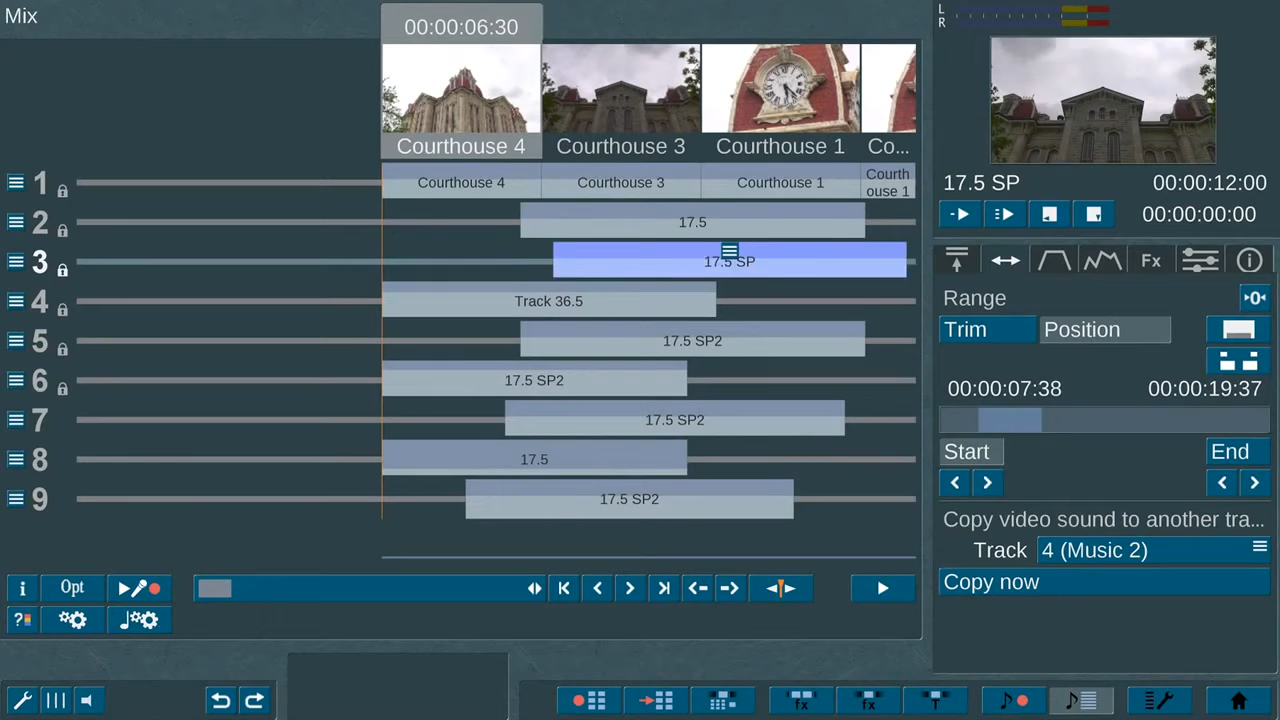 Mix
00:00:06:30
Courthouse 4
Courthouse 3
Courthouse 1
Co...
1
Courthouse 4
Courthouse 3
Courthouse 1
Courth
ouse 1
2
17.5
3
17.5 SP
4
Track 36.5
5
17.5 SP2
6
17.5 SP2
7
17.5 SP2
8
17.5
9
17.5 SP2
i
Opt
?
L
R
17.5 SP
00:00:12:00
00:00:00:00
Fx
i
Range
0
Trim
Position
00:00:07:38
00:00:19:37
Start
End
Copy video sound to another tra...
Track
4 (Music 2)
Copy now
fx
fx
T